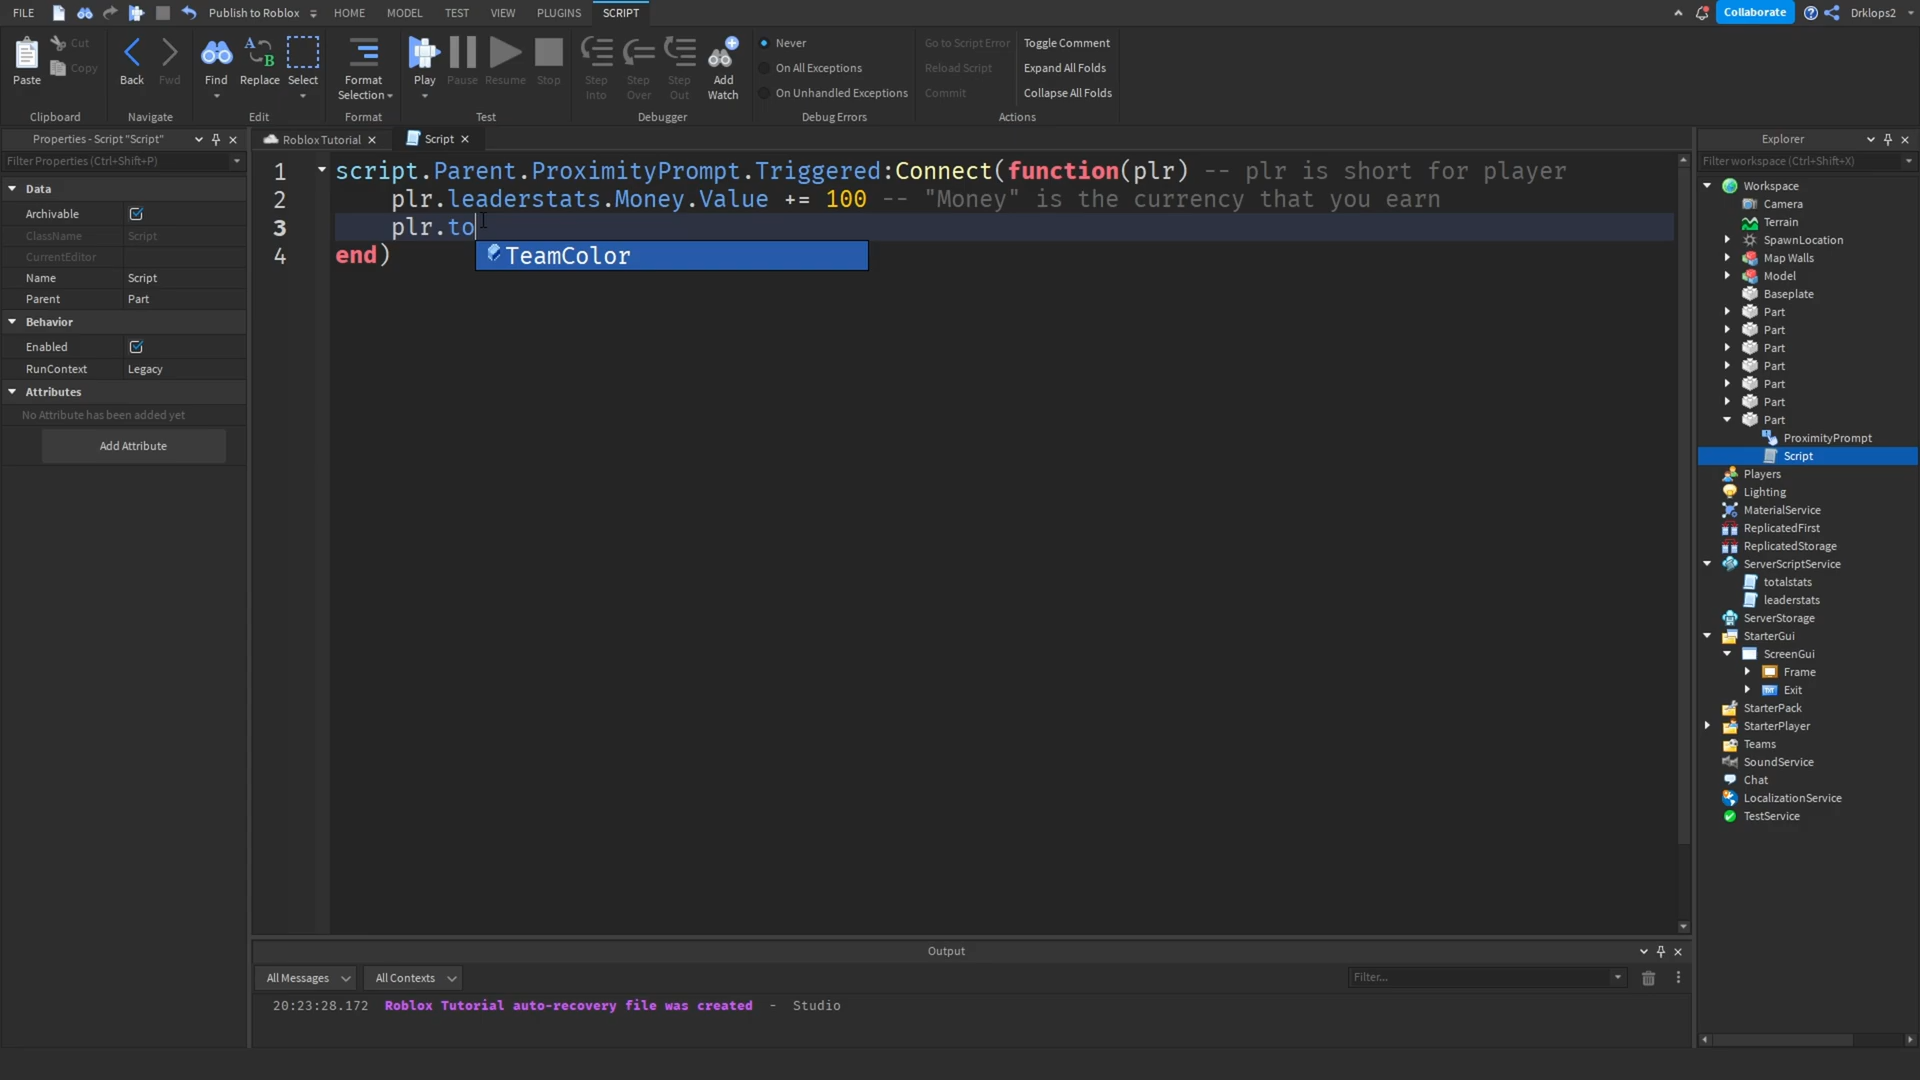 FILE Publish to Roblox HOME MODEL TEST VIEW PLUGINS SCRIPT Collaborate Drklops2
Paste Cut Copy
Clipboard
Back Fwd
Navigate
Find Replace Select
Edit
Format Selection
Format
Play Pause Resume Stop
Test
Step Into Step Over Step Out Add Watch
Debugger
Never
On All Exceptions
On Unhandled Exceptions
Debug Errors
Go to Script Error Toggle Comment
Reload Script Expand All Folds
Commit Collapse All Folds
Actions
Properties - Script "Script"
Filter Properties (Ctrl+Shift+P)
Data
Archivable
ClassName Script
CurrentEditor
Name Script
Parent Part
Behavior
Enabled
RunContext Legacy
Attributes
No Attribute has been added yet
Add Attribute
Roblox Tutorial Script
1 script.Parent.ProximityPrompt.Triggered:Connect(function(plr) -- plr is short for player
2 plr.leaderstats.Money.Value += 100 -- "Money" is the currency that you earn
3 plr.to
4 end)
TeamColor
Output
All Messages All Contexts Filter...
20:23:28.172 Roblox Tutorial auto-recovery file was created - Studio
Explorer
Filter workspace (Ctrl+Shift+X)
Workspace
Camera
Terrain
SpawnLocation
Map Walls
Model
Baseplate
Part
Part
Part
Part
Part
Part
Part
ProximityPrompt
Script
Players
Lighting
MaterialService
ReplicatedFirst
ReplicatedStorage
ServerScriptService
totalstats
leaderstats
ServerStorage
StarterGui
ScreenGui
Frame
Exit
StarterPack
StarterPlayer
Teams
SoundService
Chat
LocalizationService
TestService